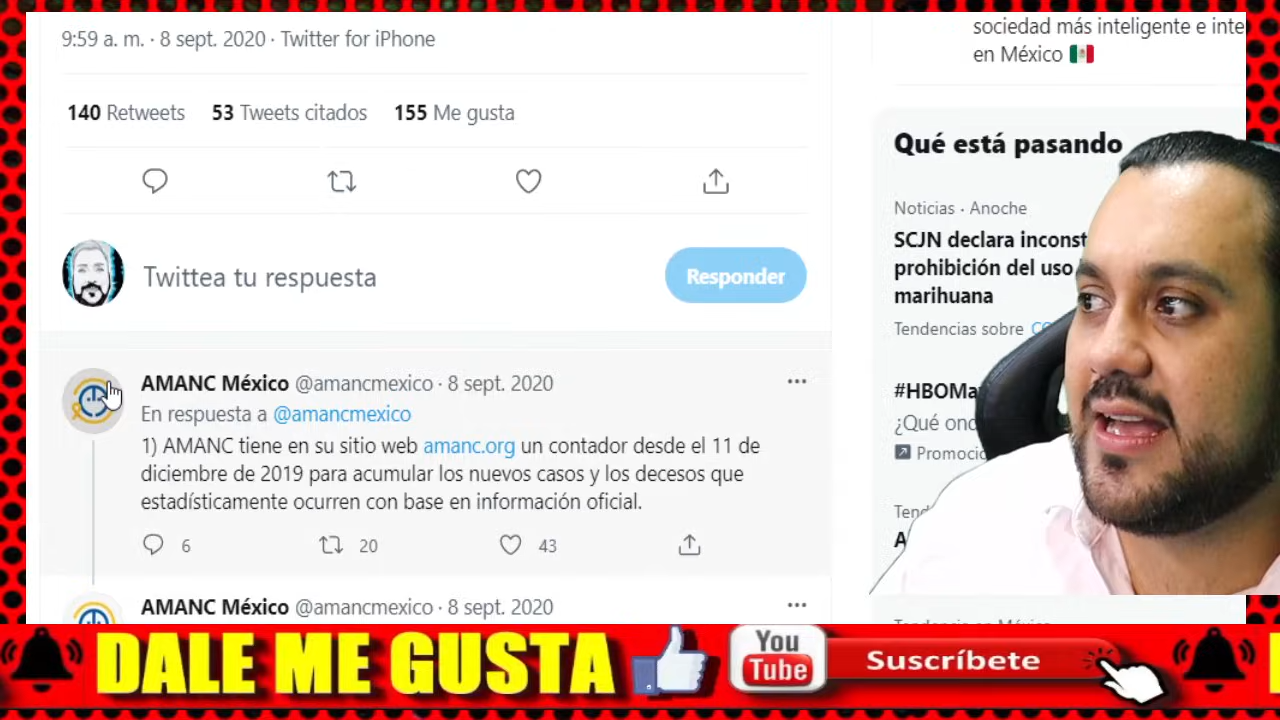 sociedad más inteligente e inte
en México
9:59 a. m. · 8 sept. 2020 · Twitter for iPhone
140 Retweets 53 Tweets citados 155 Me gusta
Qué está pasando
Noticias · Anoche
SCJN declara inconst
prohibición del uso
marihuana
Tendencias sobre
Twittea tu respuesta
Responder
#HBOMa
¿Qué ond
Promocio
Tend
A
AMANC México @amancmexico · 8 sept. 2020
En respuesta a @amancmexico
1) AMANC tiene en su sitio web amanc.org un contador desde el 11 de
diciembre de 2019 para acumular los nuevos casos y los decesos que
estadísticamente ocurren con base en información oficial.
6 20 43
AMANC México @amancmexico · 8 sept. 2020
DALE ME GUSTA
You
Tube
Suscríbete